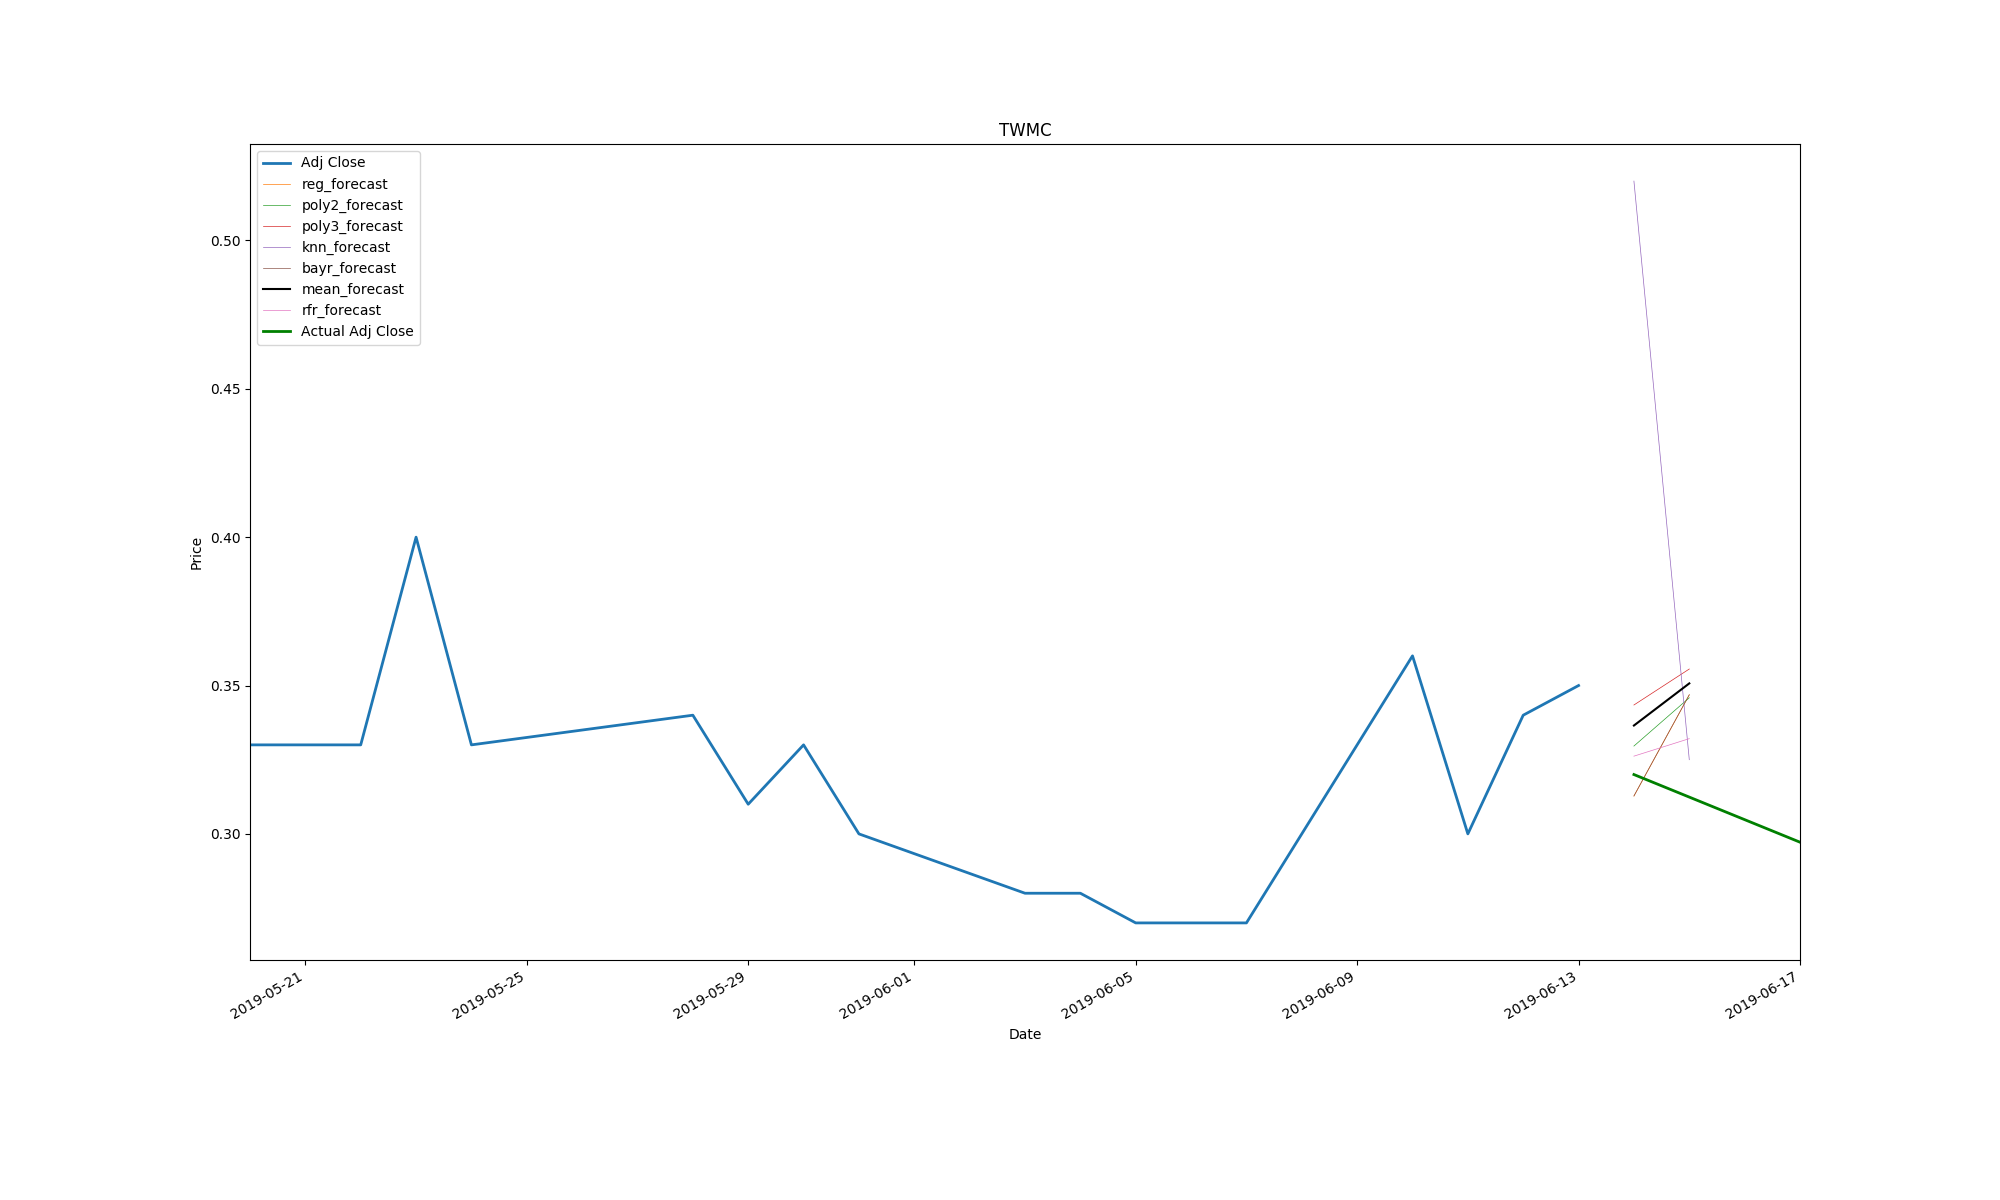 TWMC
Adj Close
reg_forecast
poly2_forecast
poly3_forecast
knn_forecast
bayr_forecast
mean_forecast
rfr_forecast
Actual Adj Close
0.50
0.45
0.40
0.35
0.30
Price
2019-05-21
2019-05-25
2019-05-29
2019-06-01
2019-06-05
2019-06-09
2019-06-13
2019-06-17
Date